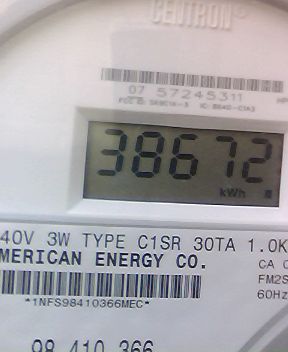 CENTRON®
07 57245311
38672
kWh
40V 3W TYPE C1SR 30TA 1.0K
MERICAN ENERGY CO.
CA
FM2S
60Hz
*1NFS98410366MEC*
98 410 366